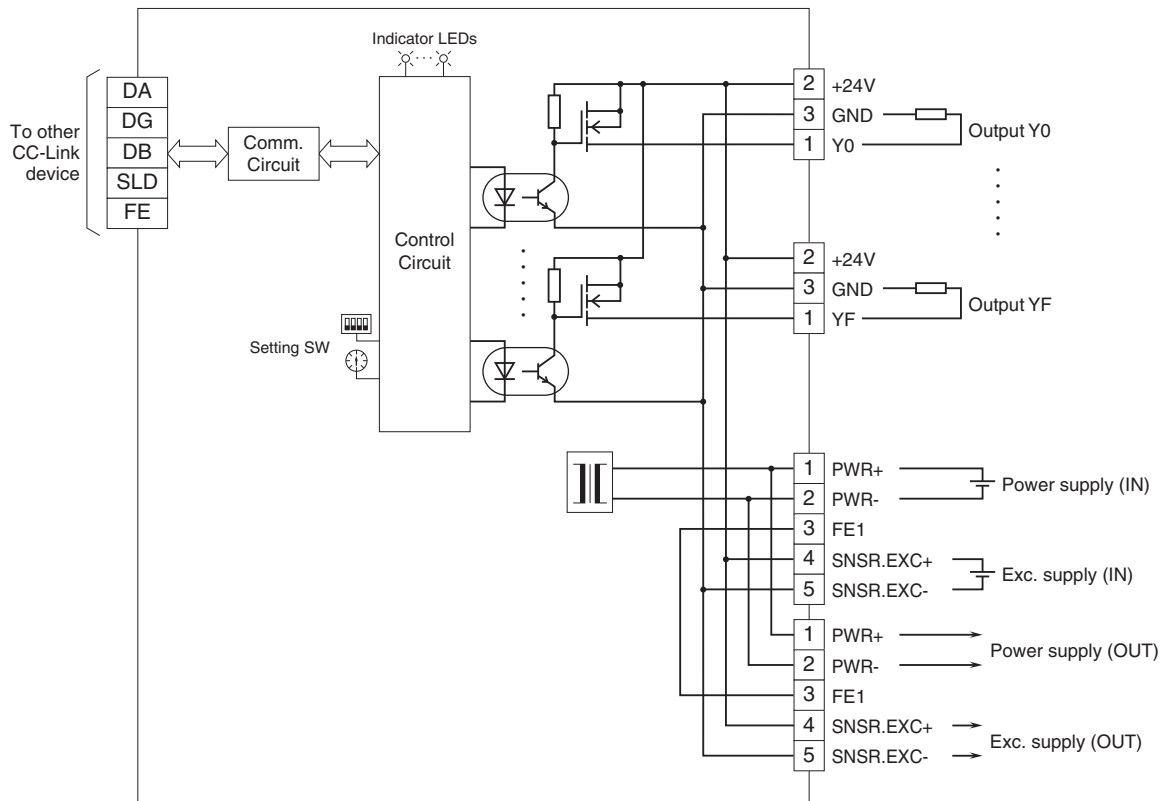 Indicator LEDs
To other
CC-Link
device
DA
DG
DB
SLD
FE
Comm.
Circuit
Control
Circuit
Setting SW
2 +24V
3 GND
1 Y0
Output Y0
2 +24V
3 GND
1 YF
Output YF
1 PWR+
2 PWR-
Power supply (IN)
3 FE1
4 SNSR.EXC+
5 SNSR.EXC-
Exc. supply (IN)
1 PWR+
2 PWR-
Power supply (OUT)
3 FE1
4 SNSR.EXC+
5 SNSR.EXC-
Exc. supply (OUT)